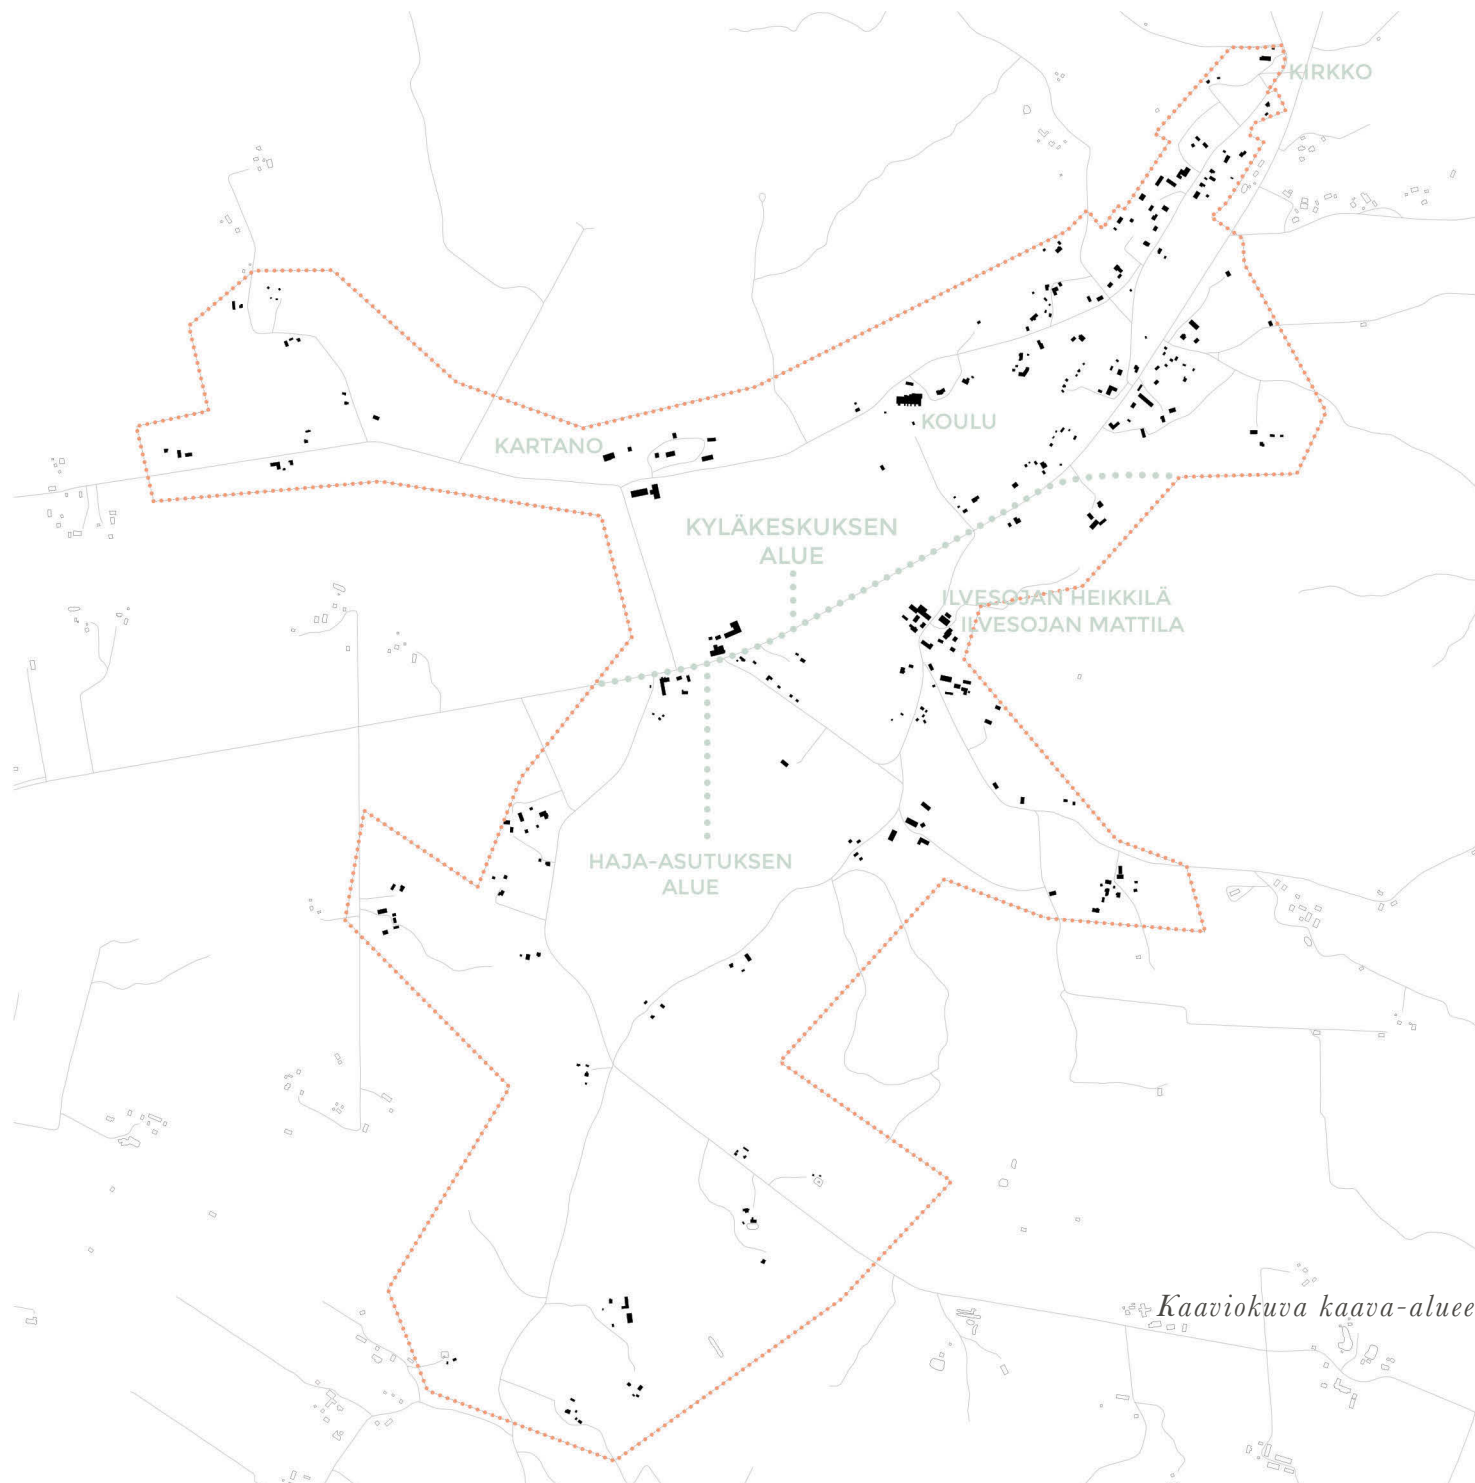 KIRKKO
KOULU
KARTANO
KYLÄKESKUKSEN
ALUE
ILVESOJAN HEIKKILÄ
ILVESOJAN MATTILA
HAJA-ASUTUKSEN
ALUE
Kaaviokuva kaava-aluee